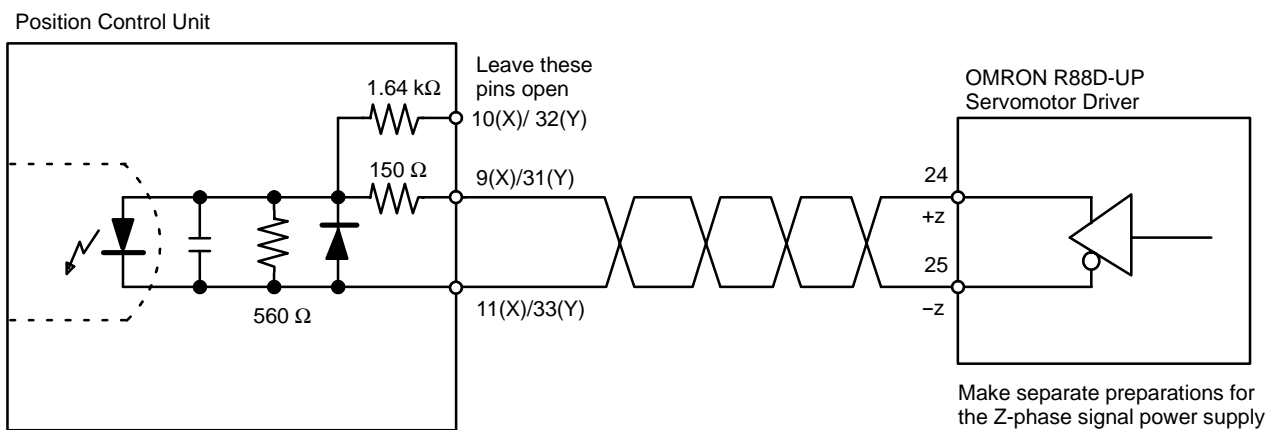 Position Control Unit
Leave these
pins open
1.64 kΩ
10(X)/ 32(Y)
150 Ω
9(X)/31(Y)
560 Ω
11(X)/33(Y)
OMRON R88D-UP
Servomotor Driver
24
+z
25
−z
Make separate preparations for
the Z-phase signal power supply